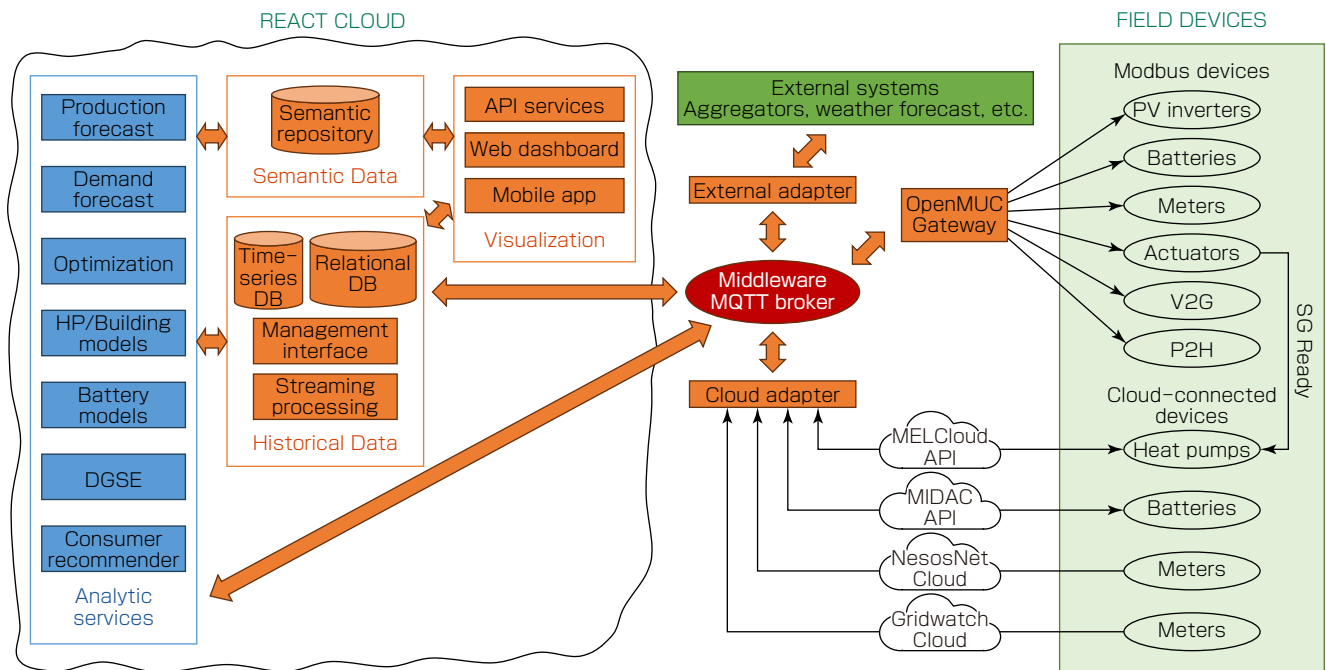 REACT CLOUD
Production
forecast
Demand
forecast
Optimization
HP/Building
models
Battery
models
DGSE
Consumer
recommender
Analytic
services
Semantic
repository
Semantic Data
Time-
series
DB
Relational
DB
Management
interface
Streaming
processing
Historical Data
API services
Web dashboard
Mobile app
Visualization
External systems
Aggregators, weather forecast, etc.
External adapter
Middleware
MQTT broker
Cloud adapter
OpenMUC
Gateway
MELCloud
API
MIDAC
API
NesosNet
Cloud
Gridwatch
Cloud
FIELD DEVICES
Modbus devices
PV inverters
Batteries
Meters
Actuators
V2G
P2H
SG Ready
Cloud-connected
devices
Heat pumps
Batteries
Meters
Meters